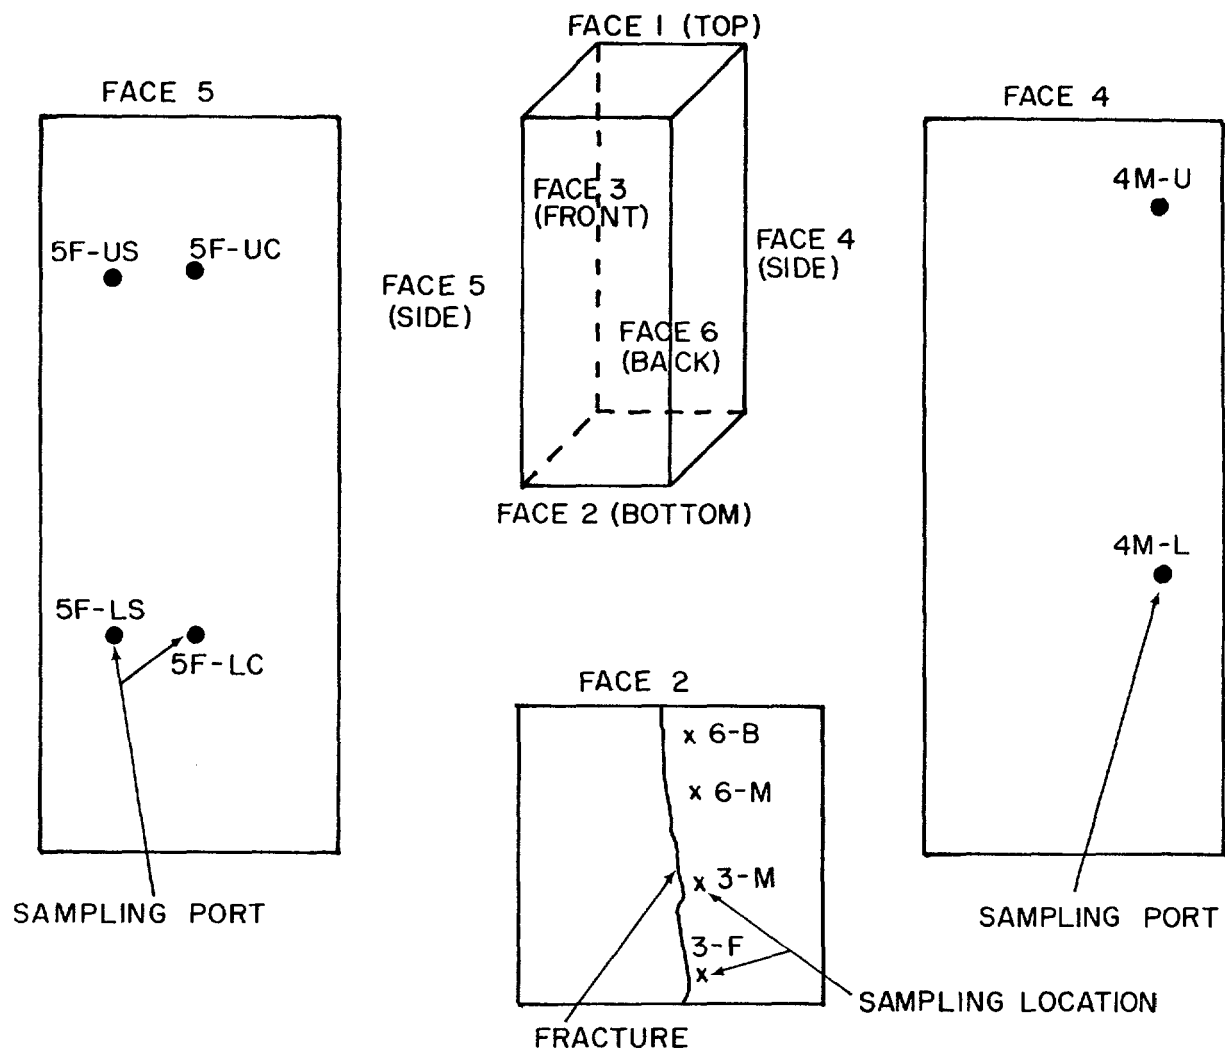 FACE 1 (TOP)
FACE 5
FACE 4
FACE 3
(FRONT)
4M-U
5F-US
5F-UC
FACE 4
(SIDE)
FACE 5
(SIDE)
FACE 6
(BACK)
FACE 2 (BOTTOM)
4M-L
5F-LS
5F-LC
FACE 2
6-B
6-M
3-M
3-F
SAMPLING PORT
SAMPLING PORT
SAMPLING LOCATION
FRACTURE